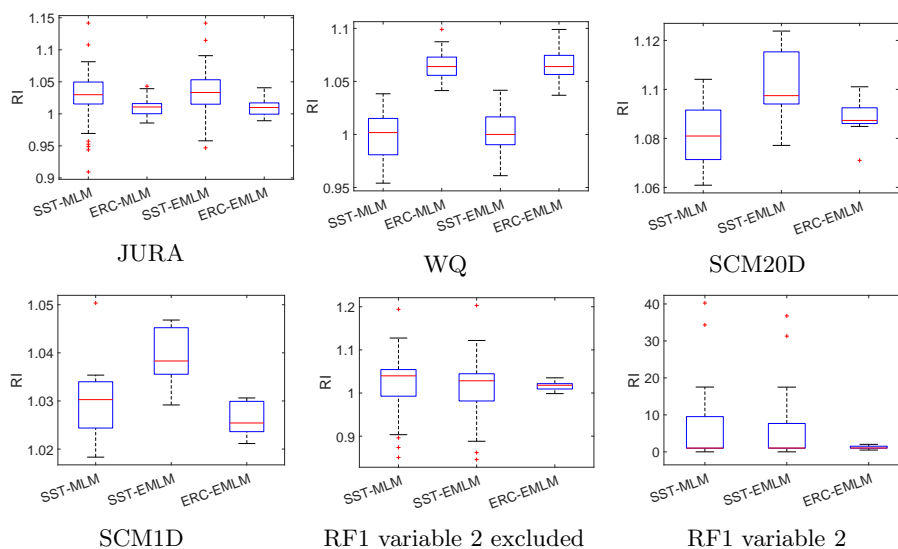 1.15
1.1
1.05
1
0.95
0.9
RI
SST-MLM
ERC-MLM
SST-EMLM
ERC-EMLM
JURA
1.1
1.05
1
0.95
RI
SST-MLM
ERC-MLM
SST-EMLM
ERC-EMLM
WQ
1.12
1.1
1.08
1.06
RI
SST-MLM
SST-EMLM
ERC-EMLM
SCM20D
1.05
1.04
1.03
1.02
RI
SST-MLM
SST-EMLM
ERC-EMLM
SCM1D
1.2
1.1
1
0.9
RI
SST-MLM
SST-EMLM
ERC-EMLM
RF1 variable 2 excluded
40
30
20
10
0
RI
SST-MLM
SST-EMLM
ERC-EMLM
RF1 variable 2